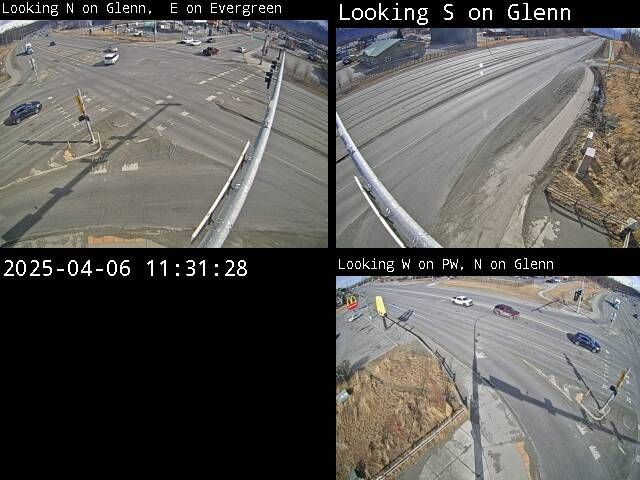 Looking N on Glenn,  E on Evergreen
Looking S on Glenn
2025-04-06 11:31:28
Looking W on PW, N on Glenn